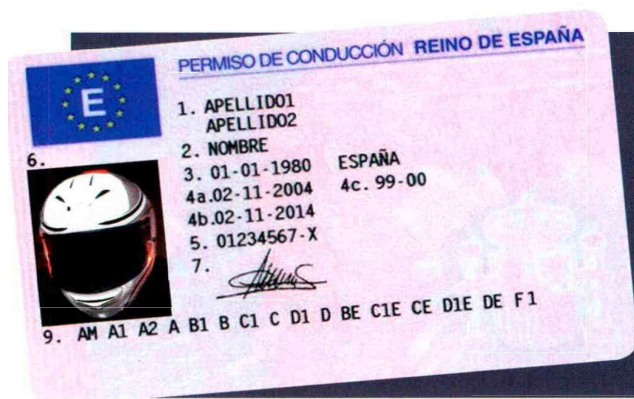 PERMISO DE CONDUCCIÓN REINO DE ESPAÑA
E
1. APELLIDO1
APELLIDO2
2. NOMBRE
3. 01-01-1980 ESPAÑA
4a.02-11-2004 4c. 99-00
4b.02-11-2014
5. 01234567-X
6.
7.
9. AM A1 A2 A B1 B C1 C D1 D BE C1E CE D1E DE F1